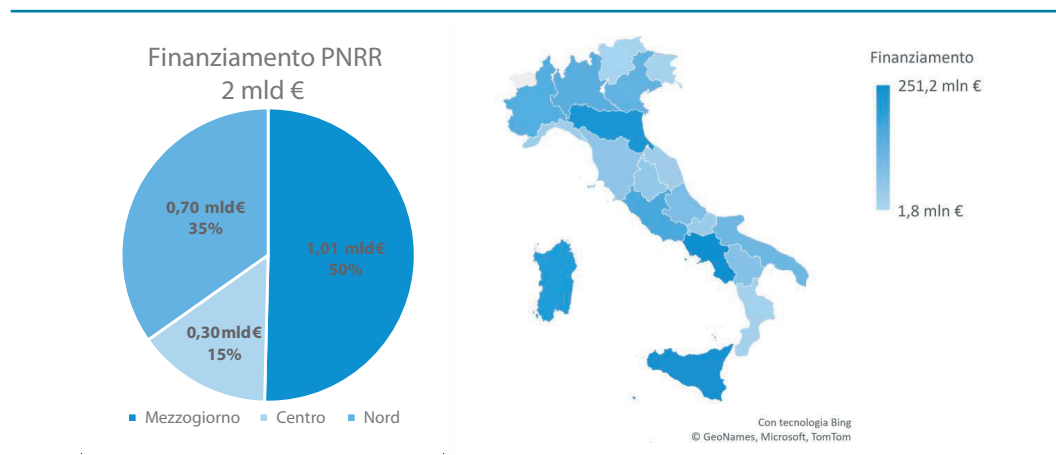 Finanziamento PNRR
2 mld €
0,70 mld€
35%
1,01 mld€
50%
0,30mld€
15%
Mezzogiorno Centro Nord
Finanziamento
251,2 mln €
1,8 mln €
Con tecnologia Bing
© GeoNames, Microsoft, TomTom